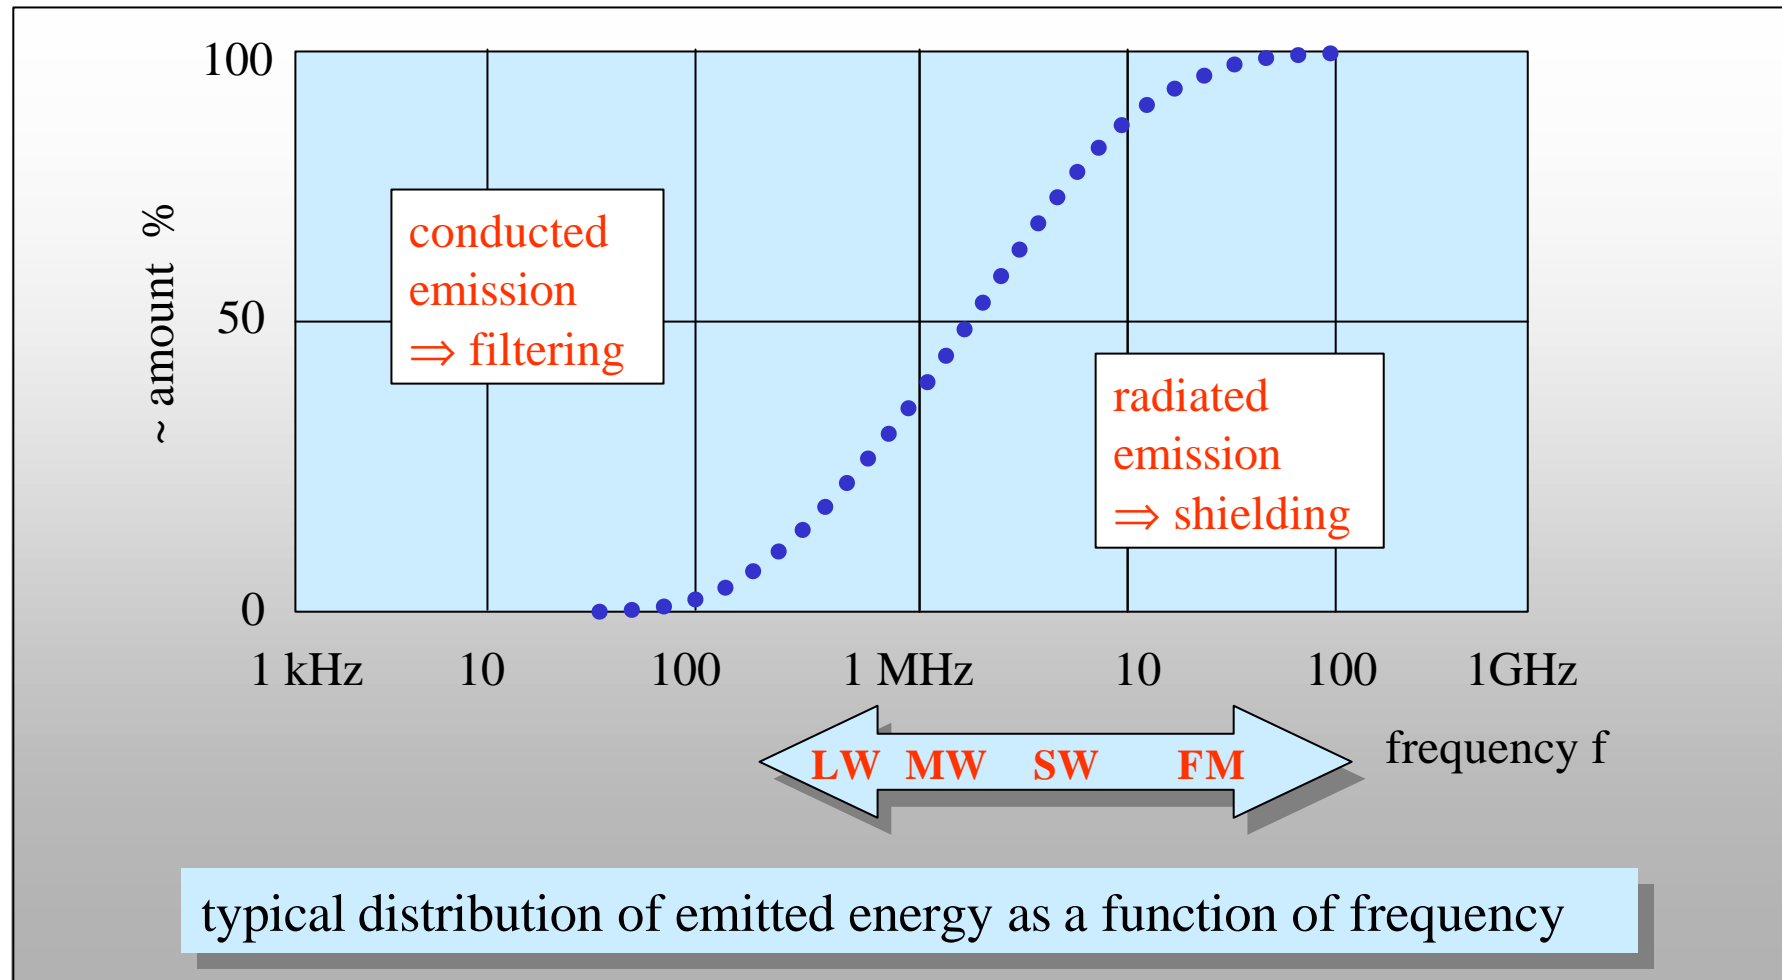 100
50
0
~ amount %
conducted
emission
⇒ filtering
radiated
emission
⇒ shielding
1 kHz 10 100 1 MHz 10 100 1GHz
LW MW SW FM
frequency f
typical distribution of emitted energy as a function of frequency